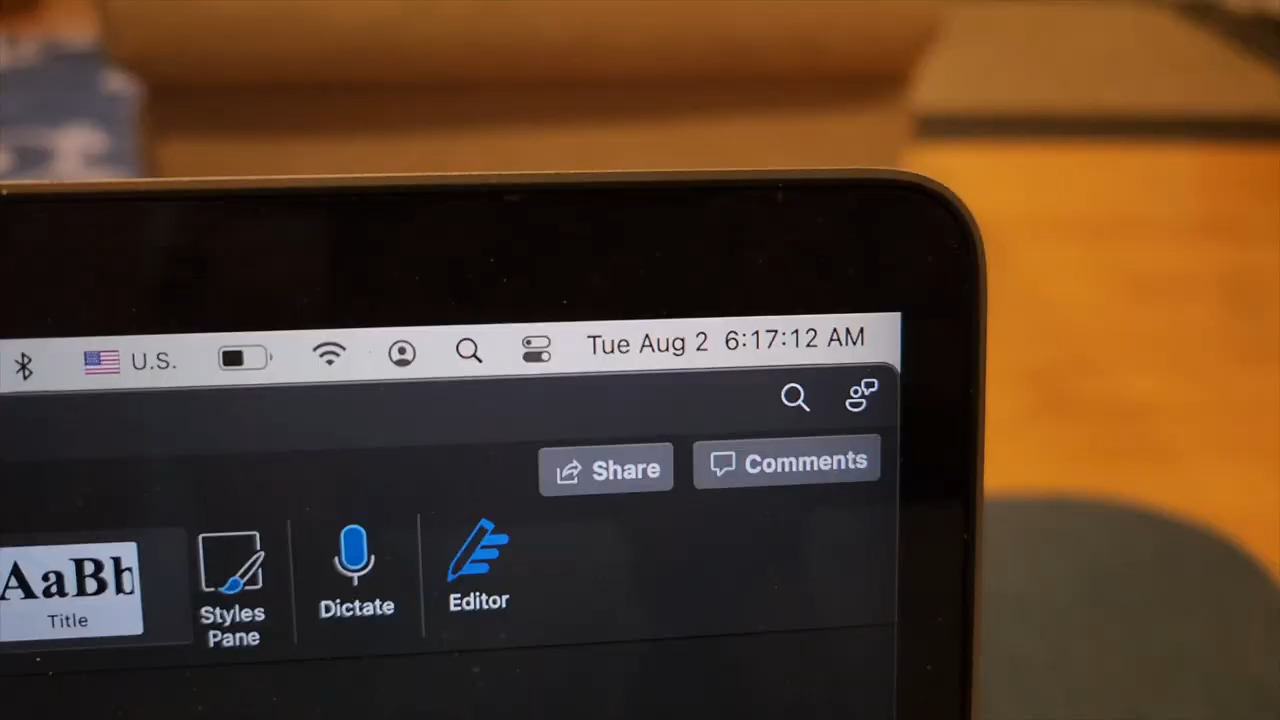 U.S. Tue Aug 2 6:17:12 AM
Share Comments
AaBb
Title
Styles
Pane
Dictate
Editor